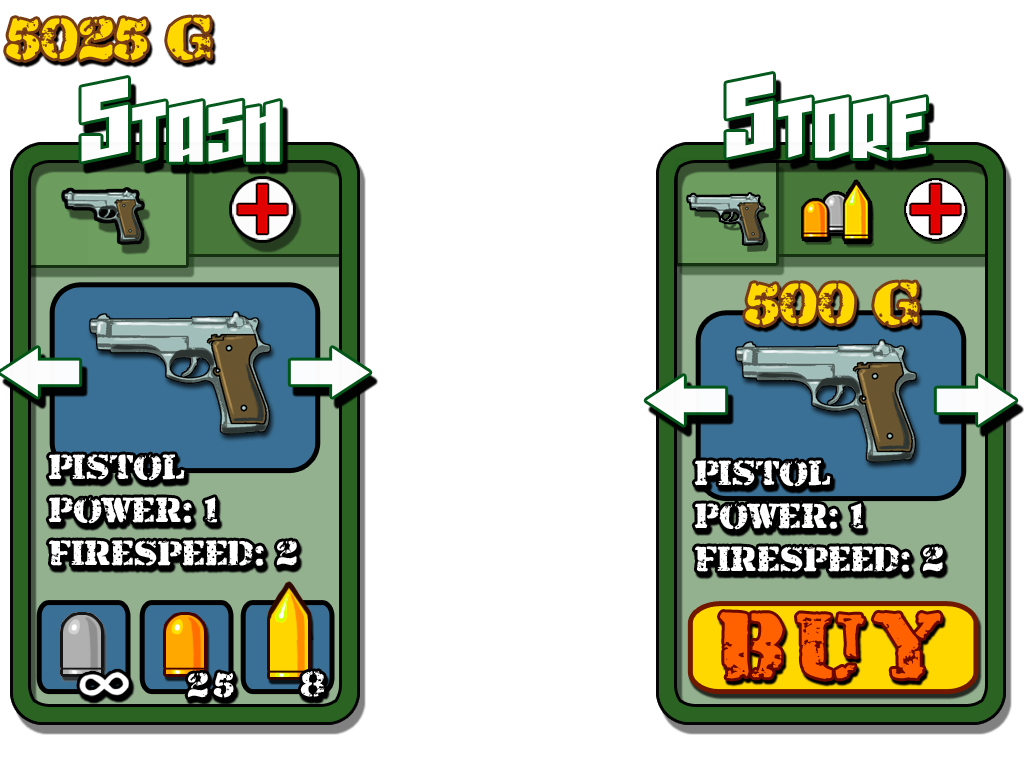 5025 G
STASH
PISTOL
POWER: 1
FIRESPEED: 2
∞
25
8
STORE
500 G
PISTOL
POWER: 1
FIRESPEED: 2
BUY